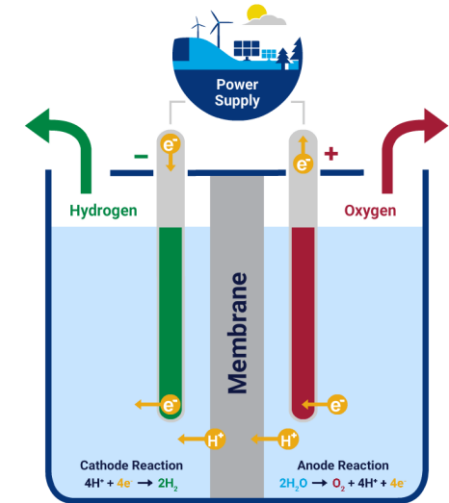 Power
Supply
e⁻
e⁻
−
+
Hydrogen
Oxygen
Membrane
e⁻
e⁻
H⁺
H⁺
Cathode Reaction
4H⁺ + 4e⁻ → 2H₂
Anode Reaction
2H₂O → O₂ + 4H⁺ + 4e⁻